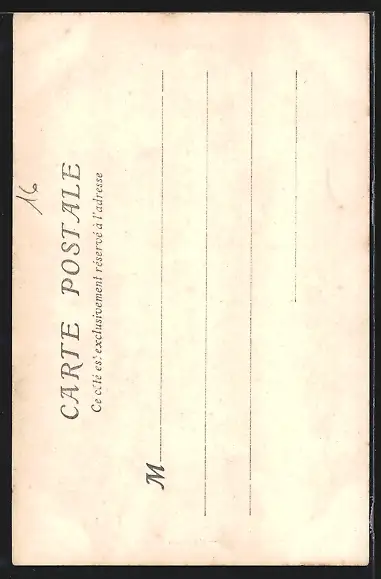 16
CARTE POSTALE
Ce côté est exclusivement réservé à l'adresse
M